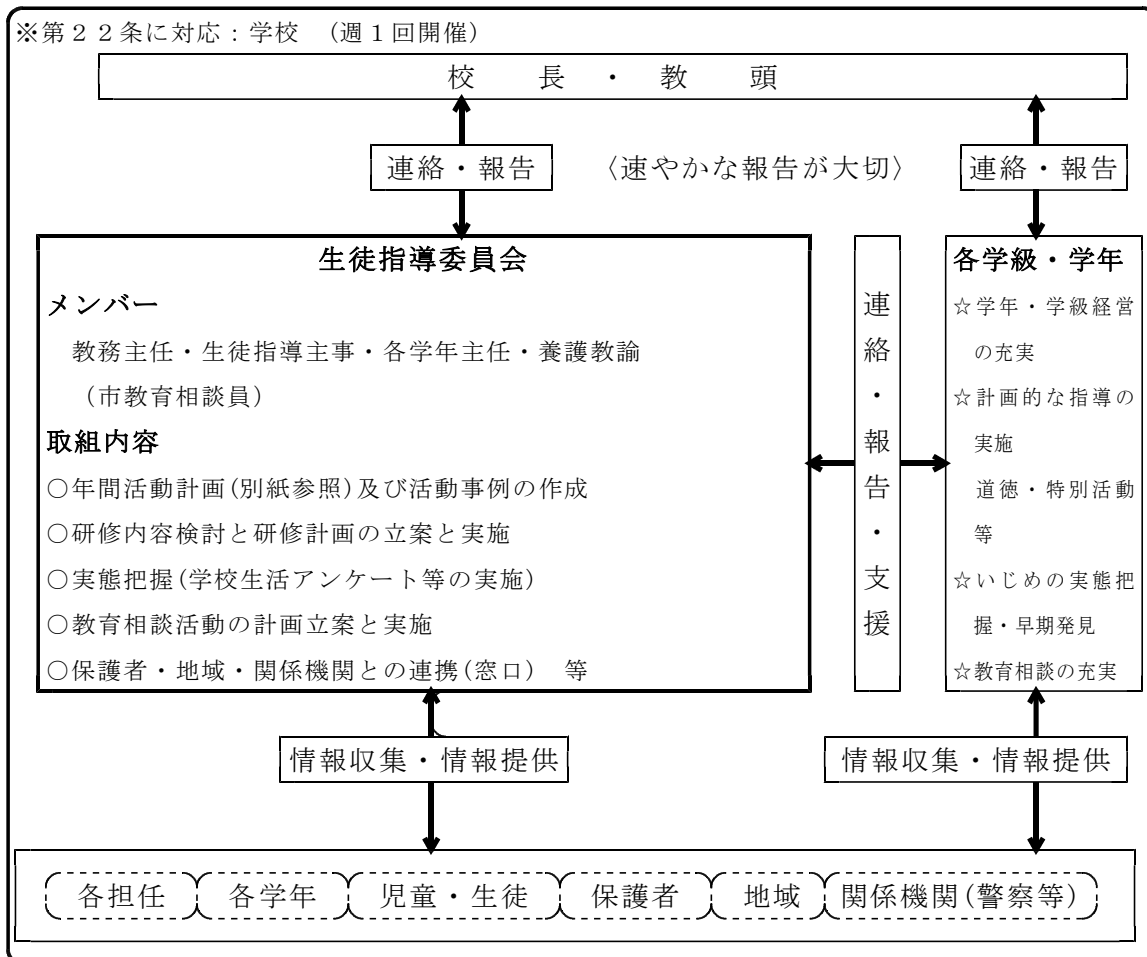 ※第２２条に対応：学校　（週１回開催）
校　長　・　教　頭
連絡・報告
〈速やかな報告が大切〉
連絡・報告
生徒指導委員会
メンバー
教務主任・生徒指導主事・各学年主任・養護教諭
（市教育相談員）
取組内容
○年間活動計画(別紙参照)及び活動事例の作成
○研修内容検討と研修計画の立案と実施
○実態把握(学校生活アンケート等の実施)
○教育相談活動の計画立案と実施
○保護者・地域・関係機関との連携(窓口)　等
連絡・報告・支援
各学級・学年
☆学年・学級経営
の充実
☆計画的な指導の
実施
道徳・特別活動
等
☆いじめの実態把
握・早期発見
☆教育相談の充実
情報収集・情報提供
情報収集・情報提供
各担任　各学年　児童・生徒　保護者　地域　関係機関(警察等)